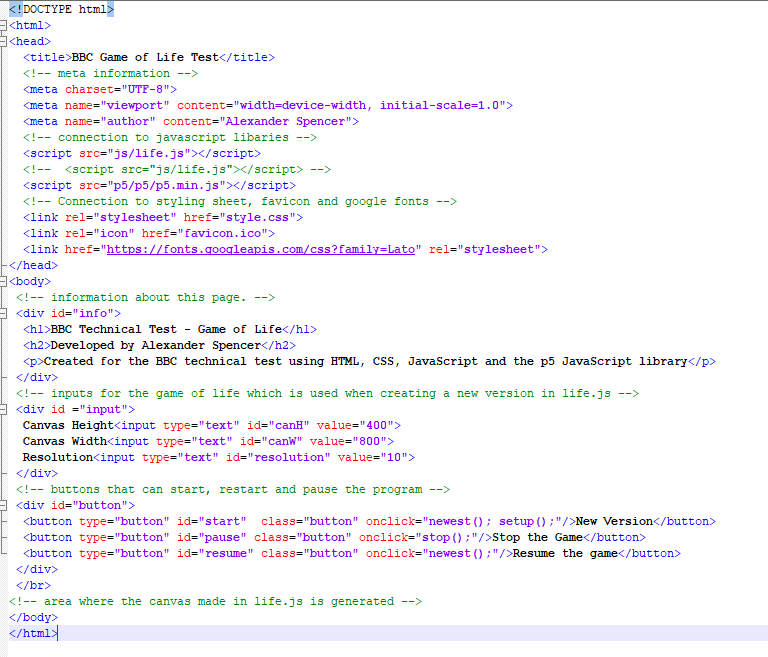 <!DOCTYPE html>
<html>
<head>
<title>BBC Game of Life Test</title>
<!-- meta information -->
<meta charset="UTF-8">
<meta name="viewport" content="width=device-width, initial-scale=1.0">
<meta name="author" content="Alexander Spencer">
<!-- connection to javascript libaries -->
<script src="js/life.js"></script>
<!--  <script src="js/life.js"></script> -->
<script src="p5/p5/p5.min.js"></script>
<!-- Connection to styling sheet, favicon and google fonts -->
<link rel="stylesheet" href="style.css">
<link rel="icon" href="favicon.ico">
<link href="https://fonts.googleapis.com/css?family=Lato" rel="stylesheet">
</head>
<body>
<!-- information about this page. -->
<div id="info">
<h1>BBC Technical Test - Game of Life</h1>
<h2>Developed by Alexander Spencer</h2>
<p>Created for the BBC technical test using HTML, CSS, JavaScript and the p5 JavaScript library</p>
</div>
<!-- inputs for the game of life which is used when creating a new version in life.js -->
<div id ="input">
Canvas Height<input type="text" id="canH" value="400">
Canvas Width<input type="text" id="canW" value="800">
Resolution<input type="text" id="resolution" value="10">
</div>
<!-- buttons that can start, restart and pause the program -->
<div id="button">
<button type="button" id="start"  class="button" onclick="newest(); setup();"/>New Version</button>
<button type="button" id="pause" class="button" onclick="stop();"/>Stop the Game</button>
<button type="button" id="resume" class="button" onclick="newest();"/>Resume the game</button>
</div>
</br>
<!-- area where the canvas made in life.js is generated -->
</body>
</html>